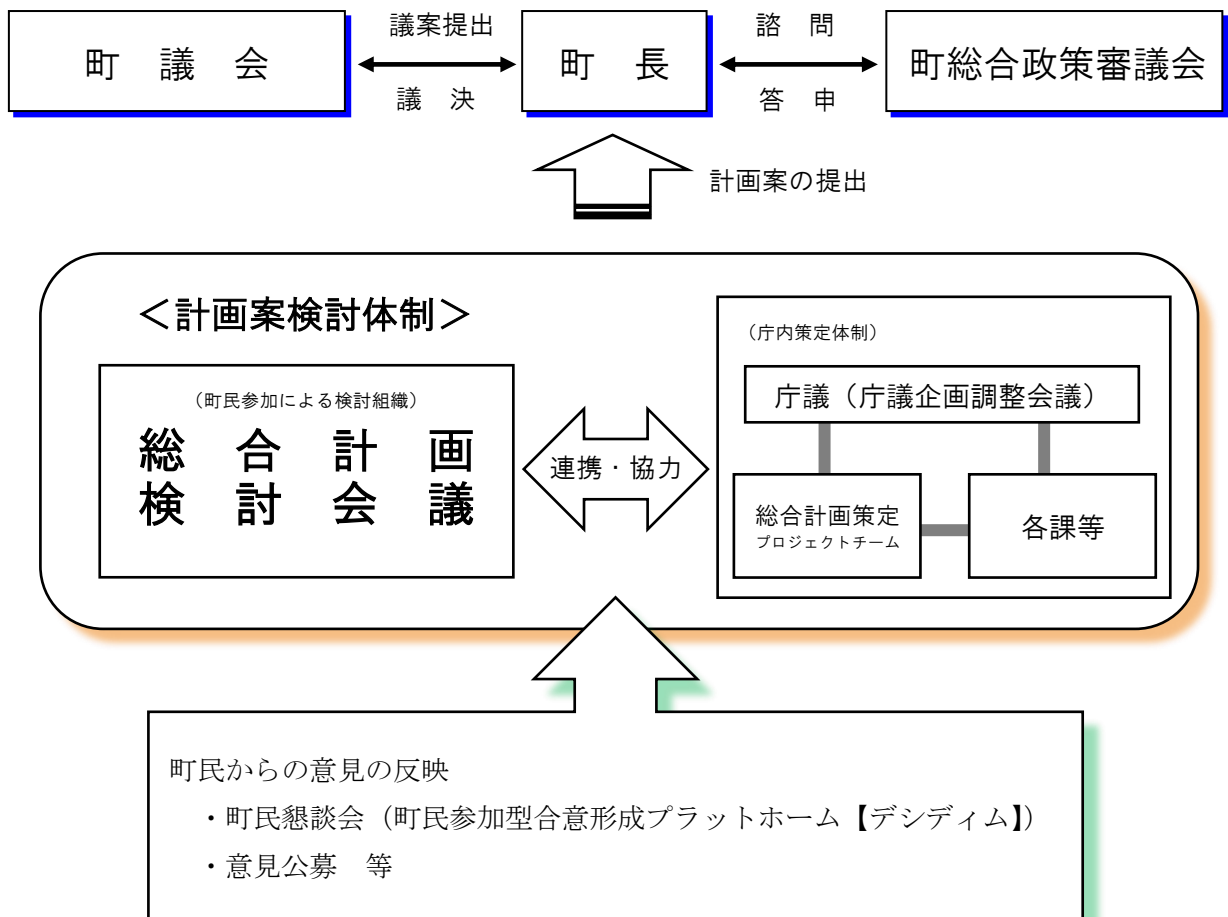 議案提出
諮　問
町　議　会
町　長
町総合政策審議会
議　決
答　申
計画案の提出
＜計画案検討体制＞
（町民参加による検討組織）
総　合　計　画
検　討　会　議
連携・協力
（庁内策定体制）
庁議（庁議企画調整会議）
総合計画策定
プロジェクトチーム
各課等
町民からの意見の反映
・町民懇談会（町民参加型合意形成プラットホーム【デシディム】）
・意見公募　等